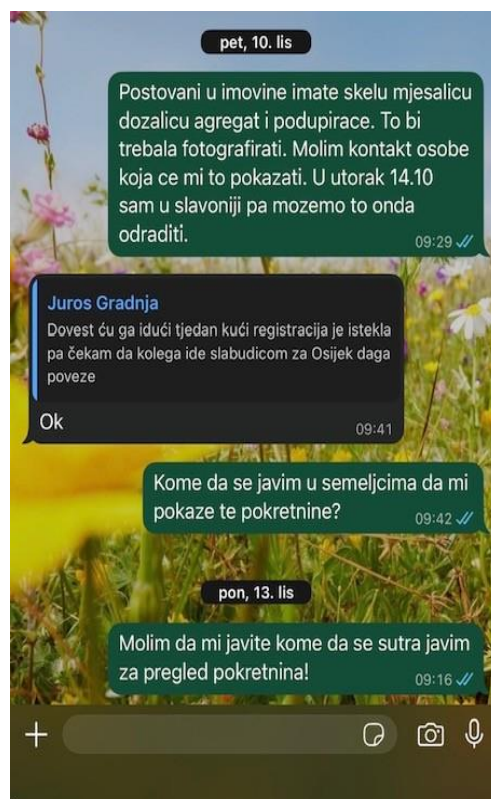 pet, 10. lis
Postovani u imovine imate skelu mjesalicu
dozalicu agregat i podupirace. To bi
trebala fotografirati. Molim kontakt osobe
koja ce mi to pokazati. U utorak 14.10
sam u slavoniji pa mozemo to onda
odraditi.
09:29
Juros Gradnja
Dovest ću ga idući tjedan kući registracija je istekla
pa čekam da kolega ide slabudicom za Osijek daga
poveze
Ok
09:41
Kome da se javim u semeljcima da mi
pokaze te pokretnine?
09:42
pon, 13. lis
Molim da mi javite kome da se sutra javim
za pregled pokretnina!
09:16